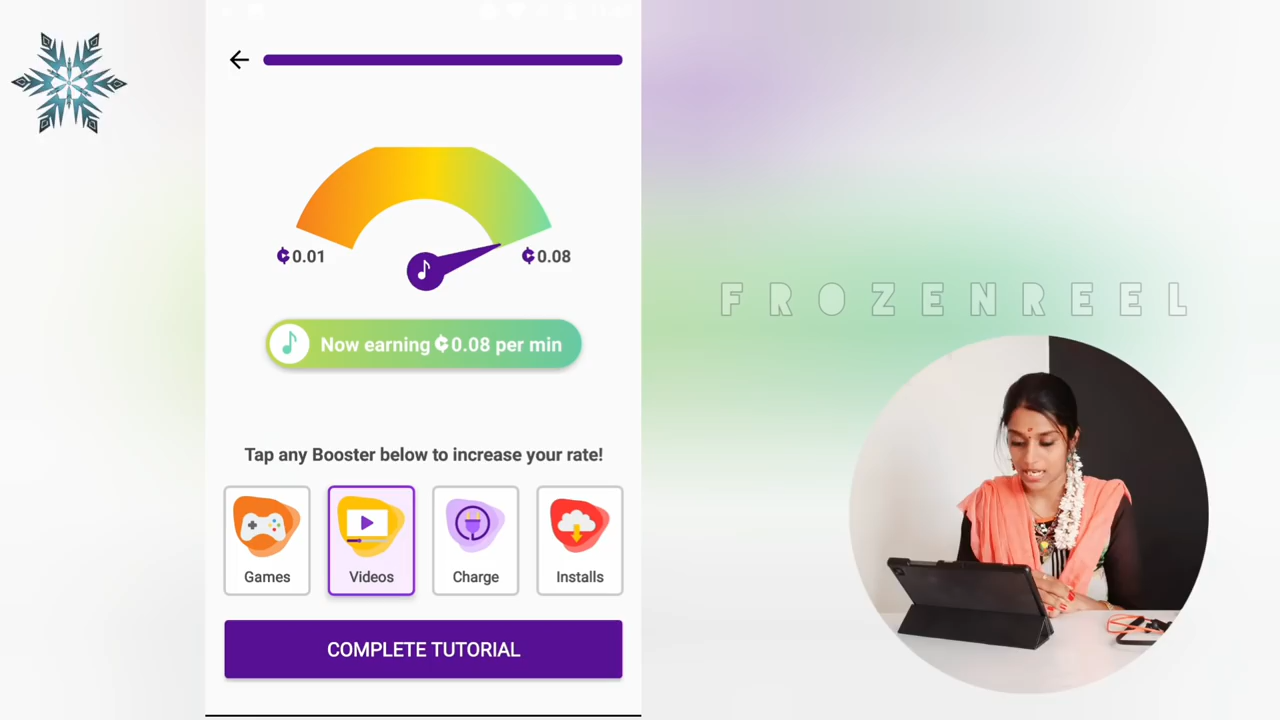 ¢0.01
¢0.08
Now earning ¢0.08 per min
FROZENREEL
Tap any Booster below to increase your rate!
Games
Videos
Charge
Installs
COMPLETE TUTORIAL